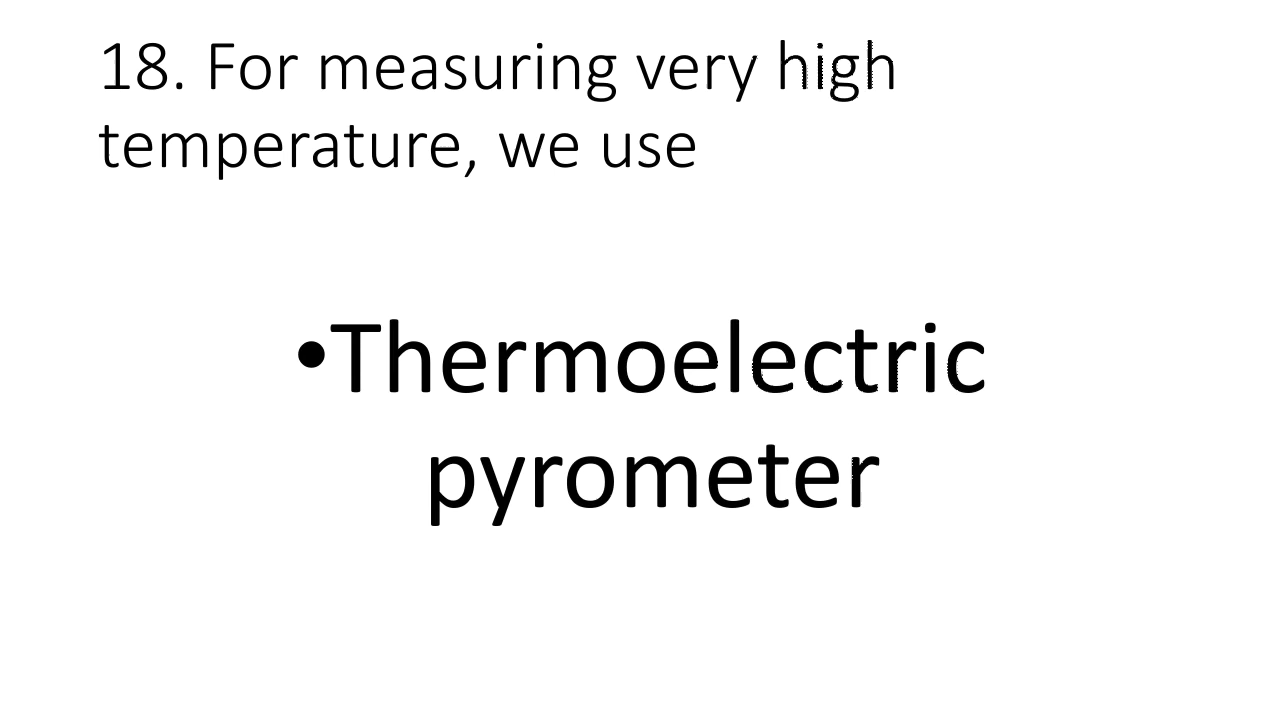 18. For measuring very high
temperature, we use
•Thermoelectric
pyrometer